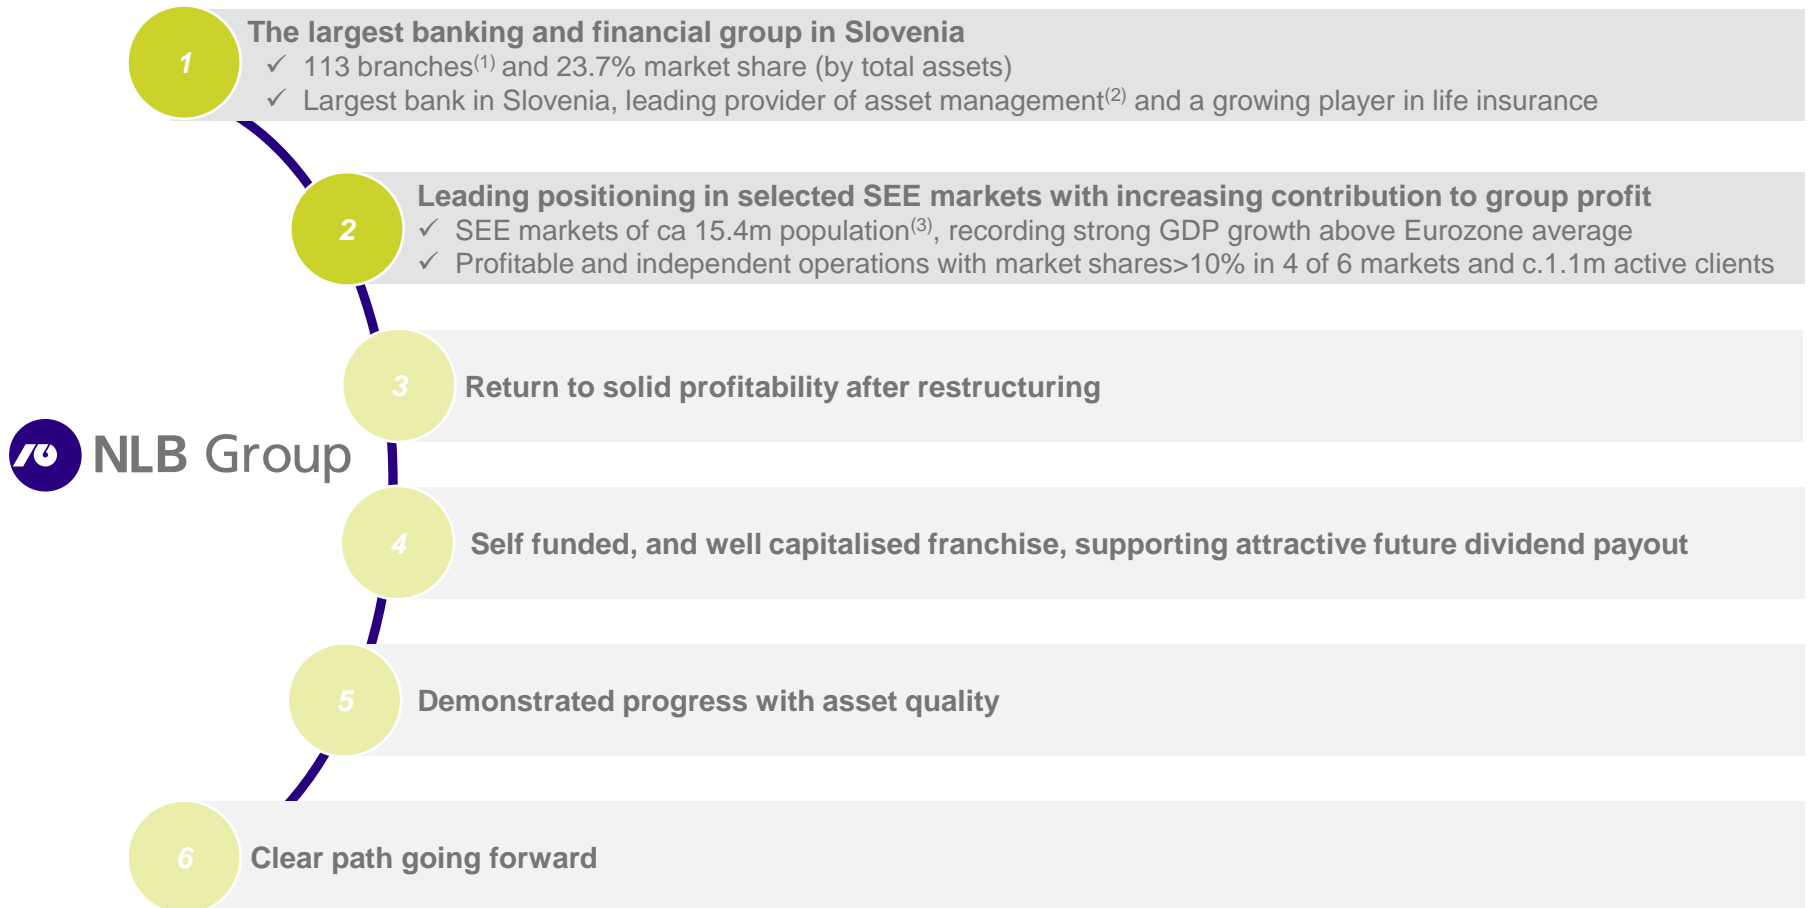 1
The largest banking and financial group in Slovenia
✓ 113 branches(1) and 23.7% market share (by total assets)
✓ Largest bank in Slovenia, leading provider of asset management(2) and a growing player in life insurance
2
Leading positioning in selected SEE markets with increasing contribution to group profit
✓ SEE markets of ca 15.4m population(3), recording strong GDP growth above Eurozone average
✓ Profitable and independent operations with market shares>10% in 4 of 6 markets and c.1.1m active clients
3
Return to solid profitability after restructuring
NLB Group
4
Self funded, and well capitalised franchise, supporting attractive future dividend payout
5
Demonstrated progress with asset quality
6
Clear path going forward